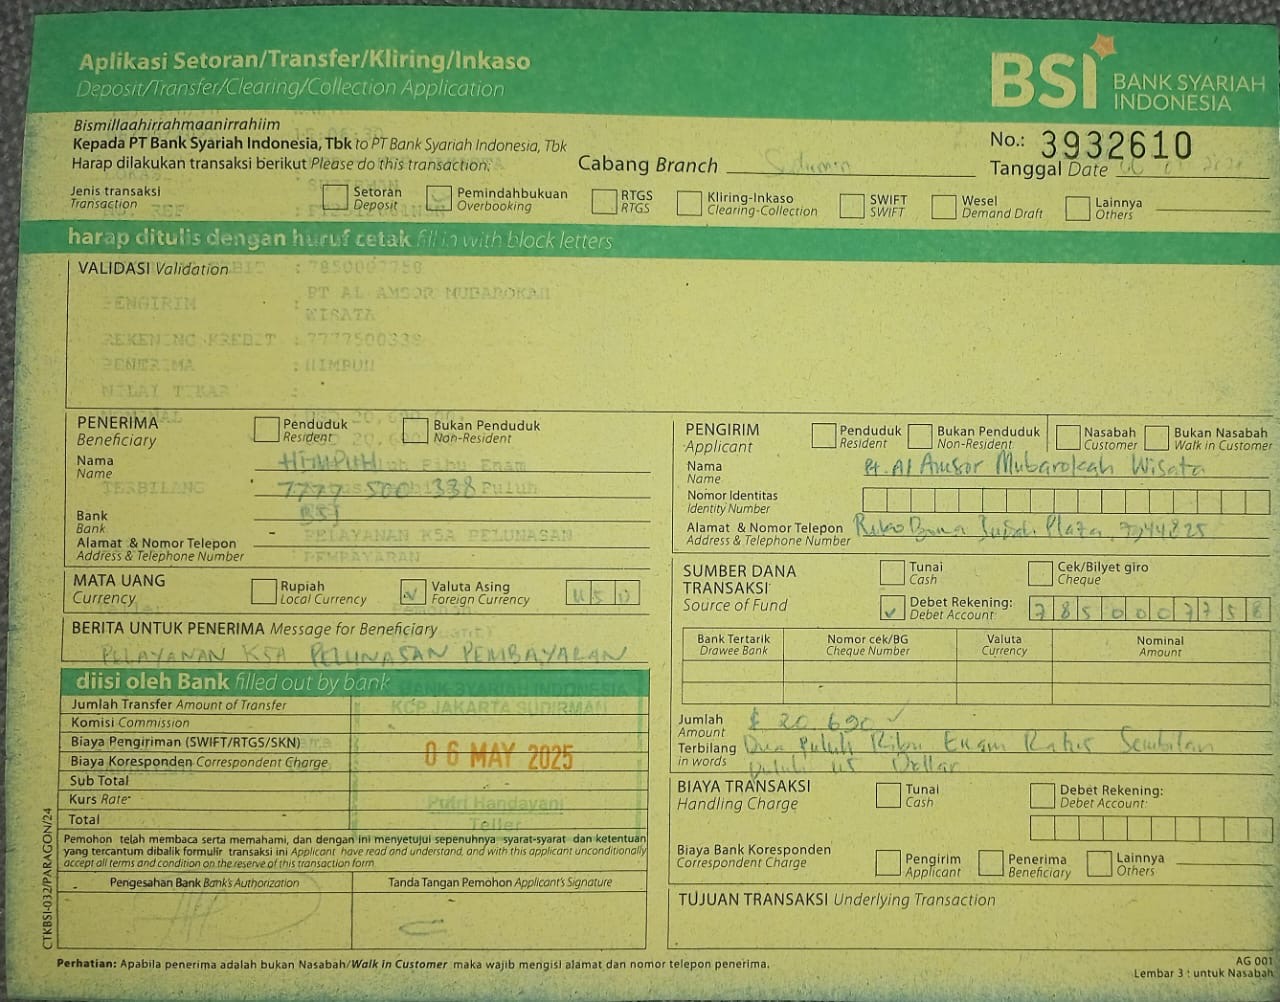 Aplikasi Setoran/Transfer/Kliring/Inkaso
Deposit/Transfer/Clearing/Collection Application
BSI BANK SYARIAH INDONESIA
Bismillaahirrahmaanirrahiim
Kepada PT Bank Syariah Indonesia, Tbk to PT Bank Syariah Indonesia, Tbk
Harap dilakukan transaksi berikut Please do this transaction:
Cabang Branch Sudirman
No.: 3932610
Tanggal Date
Jenis transaksi
Transaction
Setoran
Deposit
Pemindahbukuan
Overbooking
RTGS
RTGS
Kliring-Inkaso
Clearing-Collection
SWIFT
SWIFT
Wesel
Demand Draft
Lainnya
Others
harap ditulis dengan huruf cetak fill in with block letters
VALIDASI Validation
: 7850007758
PENGIRIM : PT AL AMSOR MUBAROKAH
WISATA
REKENING KREDIT : 7777500338
PENERIMA : HIMPUH
NILAI TUKAR :
PENERIMA
Beneficiary
Penduduk
Resident
Bukan Penduduk
Non-Resident
Nama
Name
HIMPUH
TERBILANG
7777 500 338
Bank
Bank
BSI
Alamat & Nomor Telepon
Address & Telephone Number
-
PELAYANAN KSA PELUNASAN
PEMBAYARAN
MATA UANG
Currency
Rupiah
Local Currency
Valuta Asing
Foreign Currency
USD
BERITA UNTUK PENERIMA Message for Beneficiary
PELAYANAN KSA PELUNASAN PEMBAYARAN
diisi oleh Bank filled out by bank
Jumlah Transfer Amount of Transfer
Komisi Commission
Biaya Pengiriman (SWIFT/RTGS/SKN)
Biaya Koresponden Correspondent Charge
Sub Total
Kurs Rate
Total
BANK SYARIAH INDONESIA
KCP JAKARTA SUDIRMAN
06 MAY 2025
Putri Handayani
Teller
Pemohon telah membaca serta memahami, dan dengan ini menyetujui sepenuhnya syarat-syarat dan ketentuan
yang tercantum dibalik formulir transaksi ini Applicant have read and understand, and with this applicant unconditionally
accept all terms and condition on the reserve of this transaction form.
Pengesahan Bank Bank's Authorization
Tanda Tangan Pemohon Applicant's Signature
PENGIRIM
Applicant
Penduduk
Resident
Bukan Penduduk
Non-Resident
Nasabah
Customer
Bukan Nasabah
Walk in Customer
Nama
Name
Pt. Al Amsor Mubarokah Wisata
Nomor Identitas
Identity Number
Alamat & Nomor Telepon
Address & Telephone Number
Plaza 7944825
SUMBER DANA
TRANSAKSI
Source of Fund
Tunai
Cash
Cek/Bilyet giro
Cheque
Debet Rekening:
Debet Account:
7850007758
Bank Tertarik
Drawee Bank
Nomor cek/BG
Cheque Number
Valuta
Currency
Nominal
Amount
Jumlah
Amount
$ 20,690
Terbilang
in words
Dua Puluh Ribu Enam Ratus Sembilan
Puluh US Dollar
BIAYA TRANSAKSI
Handling Charge
Tunai
Cash
Debet Rekening:
Debet Account:
Biaya Bank Koresponden
Correspondent Charge
Pengirim
Applicant
Penerima
Beneficiary
Lainnya
Others
TUJUAN TRANSAKSI Underlying Transaction
CTKBSI-032/PARAGON/24
Perhatian: Apabila penerima adalah bukan Nasabah/Walk in Customer maka wajib mengisi alamat dan nomor telepon penerima.
AG 001
Lembar 3 : untuk Nasabah